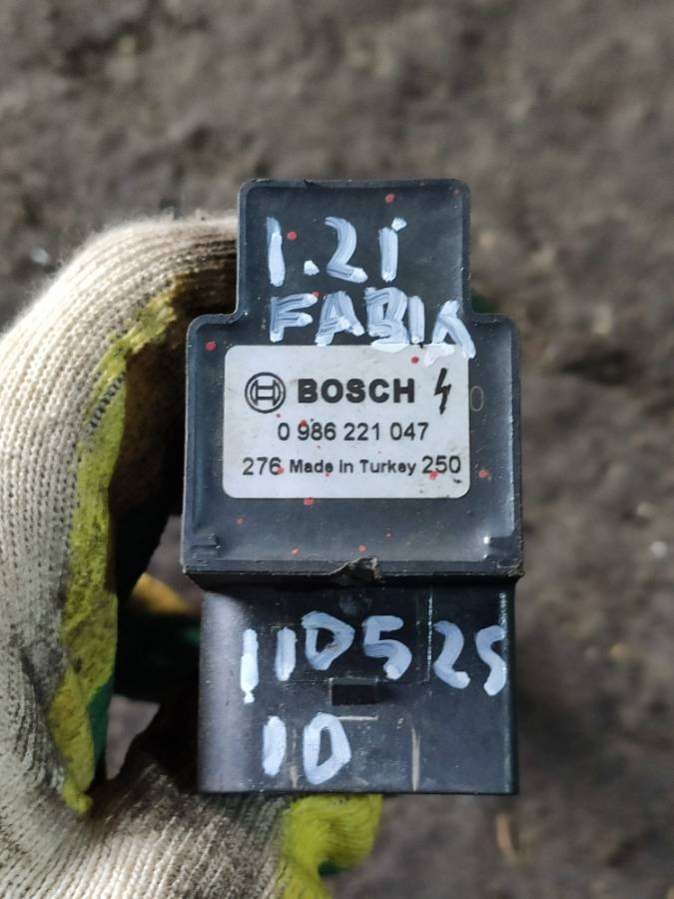 1.2i
FABIA
BOSCH
0 986 221 047
276 Made in Turkey 250
110525
10